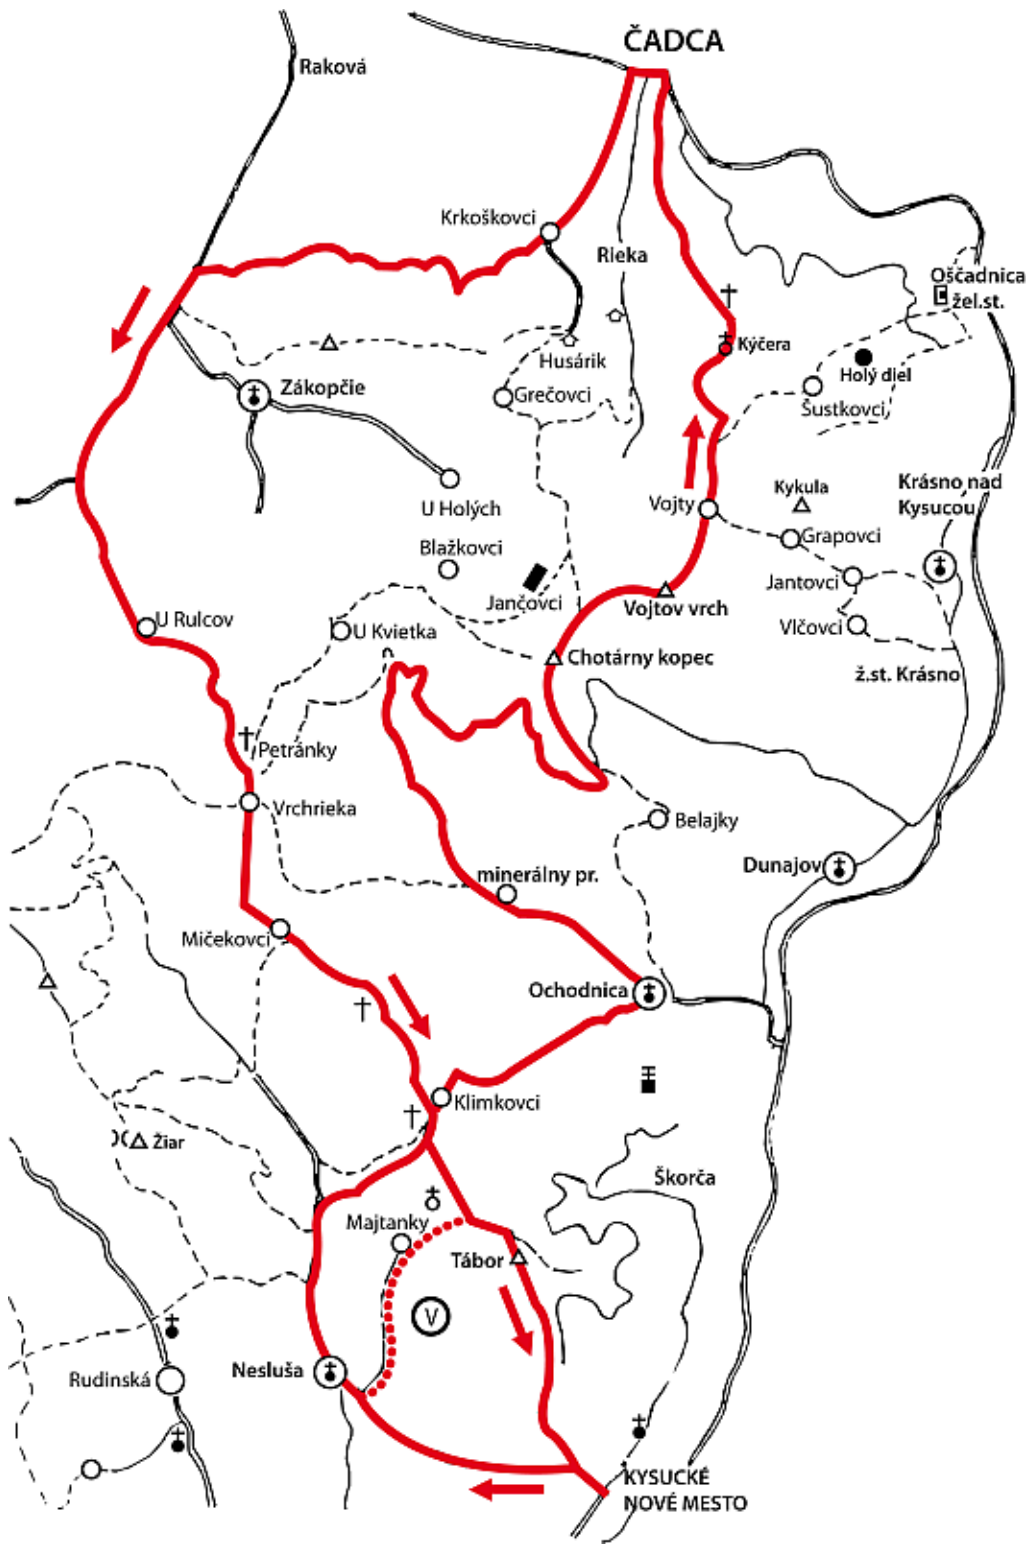 ČADCA
Raková
Krkoškovci
Rieka
Oščadnica
žel.st.
Husárik
Kýčera
Holý diel
Zákopčie
Grečovci
Šustkovci
U Holých
Vojty
Kykula
Krásno nad
Kysucou
Blažkovci
Grapovci
Jančovci
Jantovci
Vojtov vrch
U Rulcov
U Kvietka
Vlčovci
Chotárny kopec
ž.st. Krásno
Petránky
Vrchrieka
Belajky
minerálny pr.
Dunajov
Mičekovci
Ochodnica
Klimkovci
Žiar
Škorča
Majtanky
Tábor
V
Nesluša
Rudinská
KYSUCKÉ
NOVÉ MESTO